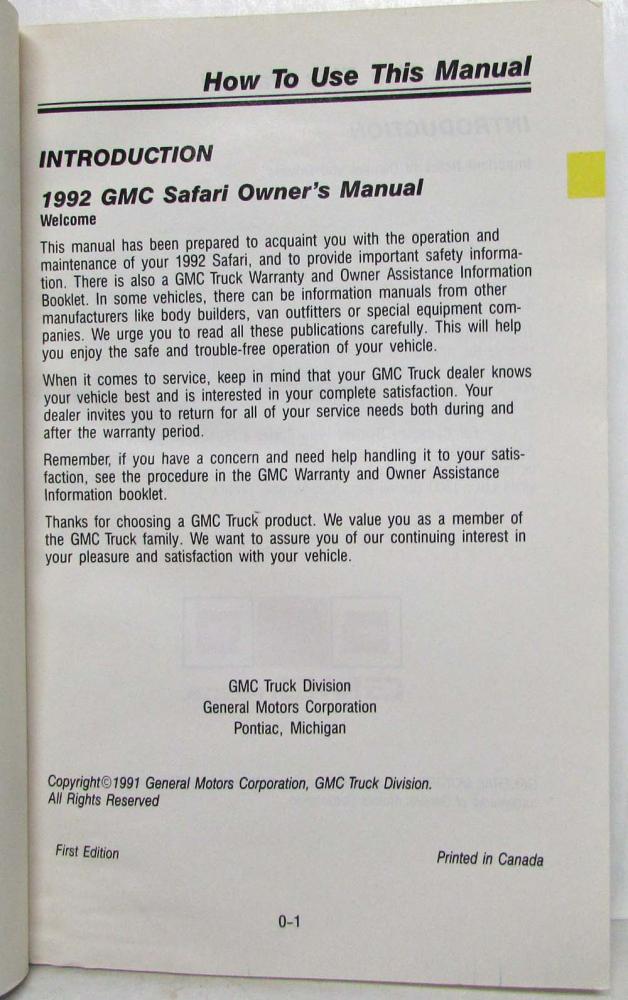 How To Use This Manual
INTRODUCTION
1992 GMC Safari Owner's Manual
Welcome
This manual has been prepared to acquaint you with the operation and
maintenance of your 1992 Safari, and to provide important safety informa-
tion. There is also a GMC Truck Warranty and Owner Assistance Information
Booklet. In some vehicles, there can be information manuals from other
manufacturers like body builders, van outfitters or special equipment com-
panies. We urge you to read all these publications carefully. This will help
you enjoy the safe and trouble-free operation of your vehicle.
When it comes to service, keep in mind that your GMC Truck dealer knows
your vehicle best and is interested in your complete satisfaction. Your
dealer invites you to return for all of your service needs both during and
after the warranty period.
Remember, if you have a concern and need help handling it to your satis-
faction, see the procedure in the GMC Warranty and Owner Assistance
Information booklet.
Thanks for choosing a GMC Truck product. We value you as a member of
the GMC Truck family. We want to assure you of our continuing interest in
your pleasure and satisfaction with your vehicle.
GMC Truck Division
General Motors Corporation
Pontiac, Michigan
Copyright©1991 General Motors Corporation, GMC Truck Division.
All Rights Reserved
First Edition
Printed in Canada
0-1